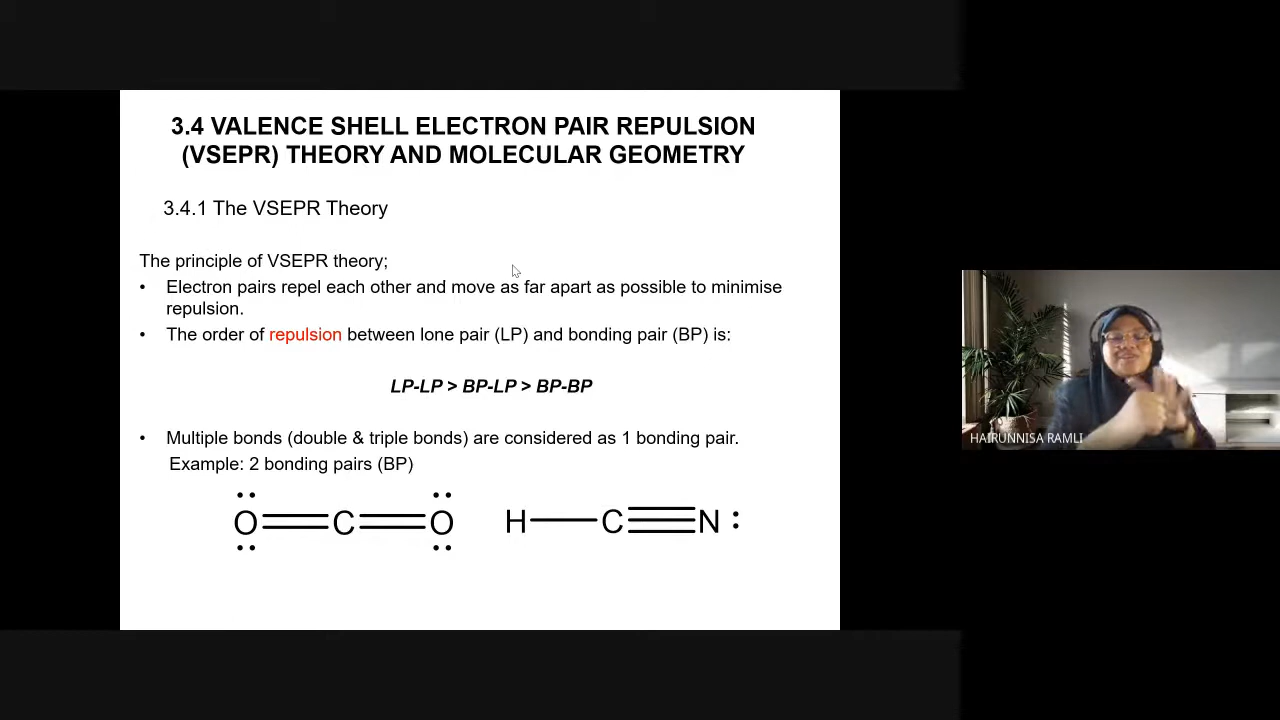 3.4 VALENCE SHELL ELECTRON PAIR REPULSION
(VSEPR) THEORY AND MOLECULAR GEOMETRY
3.4.1 The VSEPR Theory
The principle of VSEPR theory;
• Electron pairs repel each other and move as far apart as possible to minimise
repulsion.
• The order of repulsion between lone pair (LP) and bonding pair (BP) is:
LP-LP > BP-LP > BP-BP
• Multiple bonds (double & triple bonds) are considered as 1 bonding pair.
Example: 2 bonding pairs (BP)
O C O H C N
HAIRUNNISA RAMLI